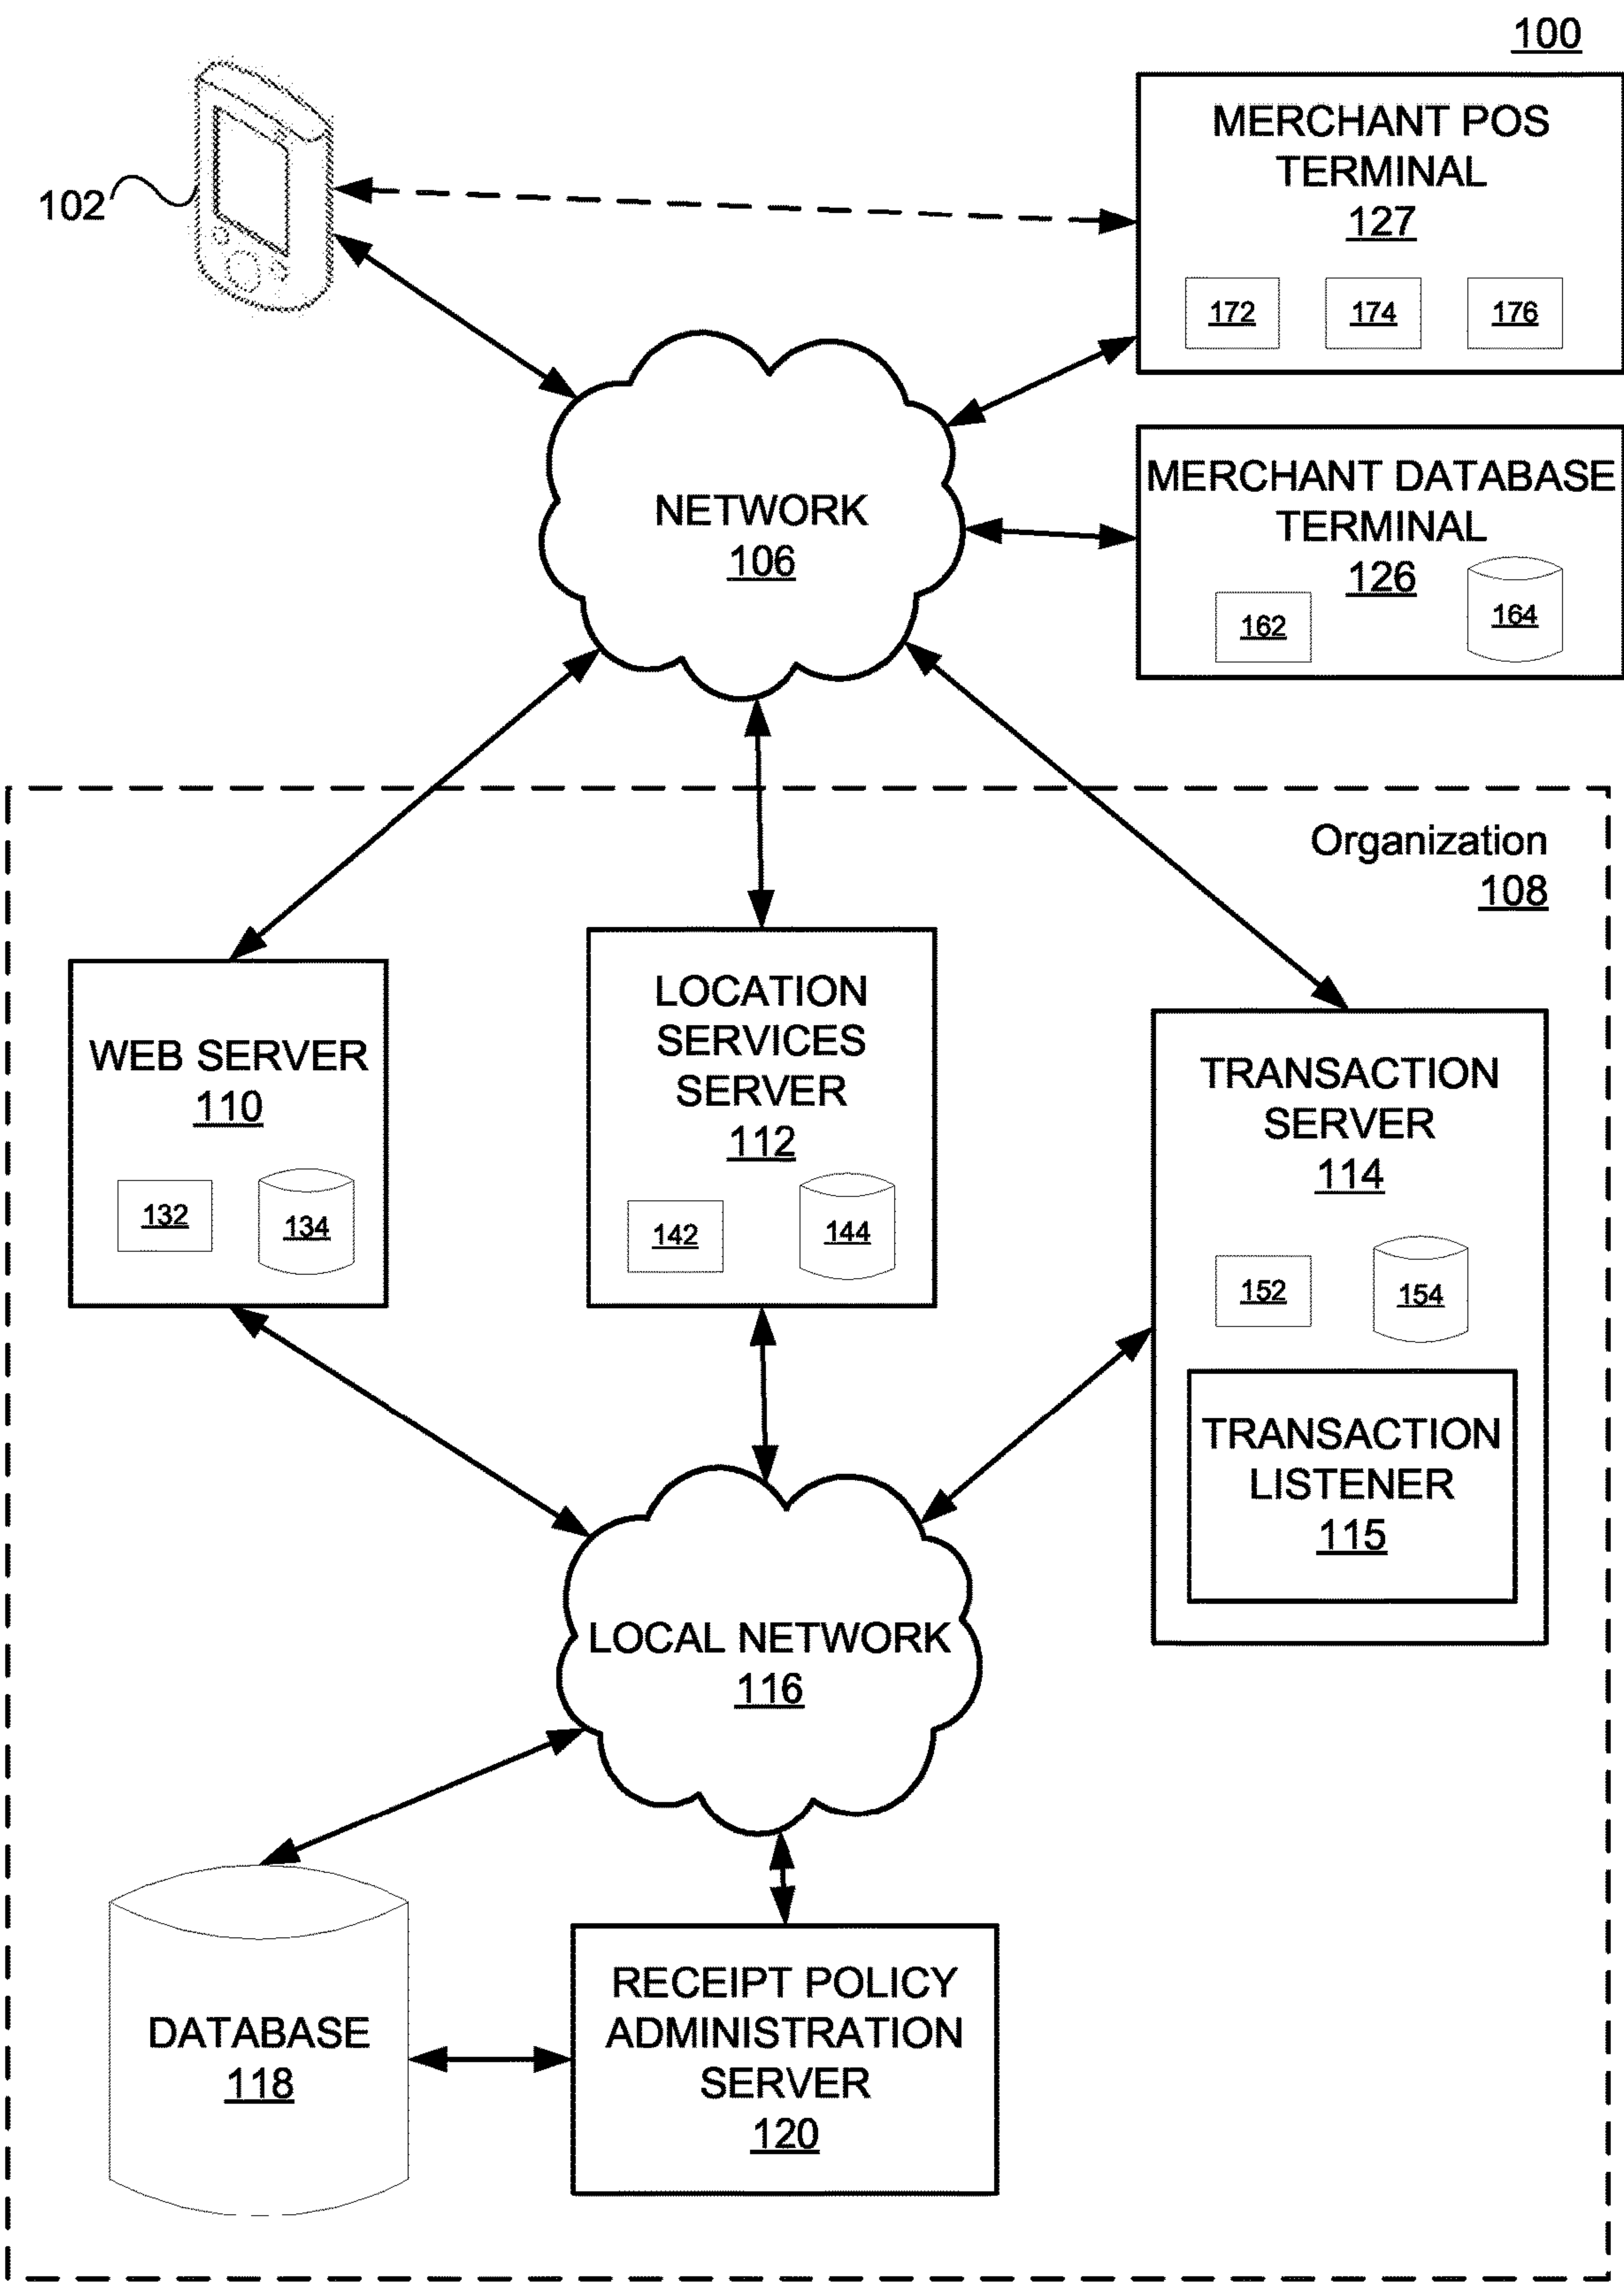 100
MERCHANT POS
TERMINAL
127
172
174
176
102
MERCHANT DATABASE
TERMINAL
126
162
164
NETWORK
106
Organization
108
WEB SERVER
110
132
134
LOCATION
SERVICES
SERVER
112
142
144
TRANSACTION
SERVER
114
152
154
TRANSACTION
LISTENER
115
LOCAL NETWORK
116
DATABASE
118
RECEIPT POLICY
ADMINISTRATION
SERVER
120